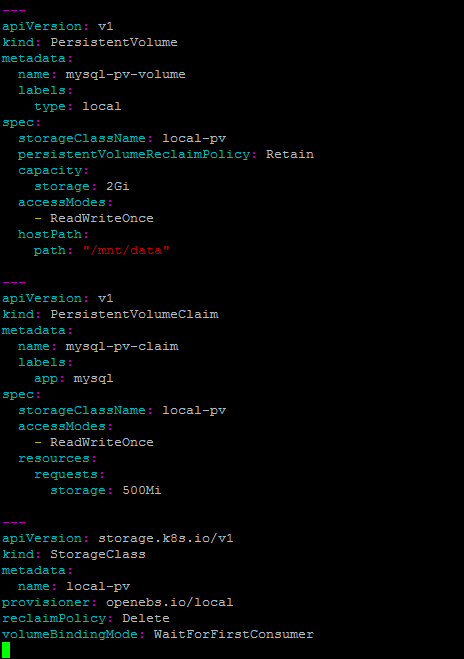 ---
apiVersion: v1
kind: PersistentVolume
metadata:
  name: mysql-pv-volume
  labels:
    type: local
spec:
  storageClassName: local-pv
  persistentVolumeReclaimPolicy: Retain
  capacity:
    storage: 2Gi
  accessModes:
    - ReadWriteOnce
  hostPath:
    path: "/mnt/data"

---
apiVersion: v1
kind: PersistentVolumeClaim
metadata:
  name: mysql-pv-claim
  labels:
    app: mysql
spec:
  storageClassName: local-pv
  accessModes:
    - ReadWriteOnce
  resources:
    requests:
      storage: 500Mi

---
apiVersion: storage.k8s.io/v1
kind: StorageClass
metadata:
  name: local-pv
provisioner: openebs.io/local
reclaimPolicy: Delete
volumeBindingMode: WaitForFirstConsumer